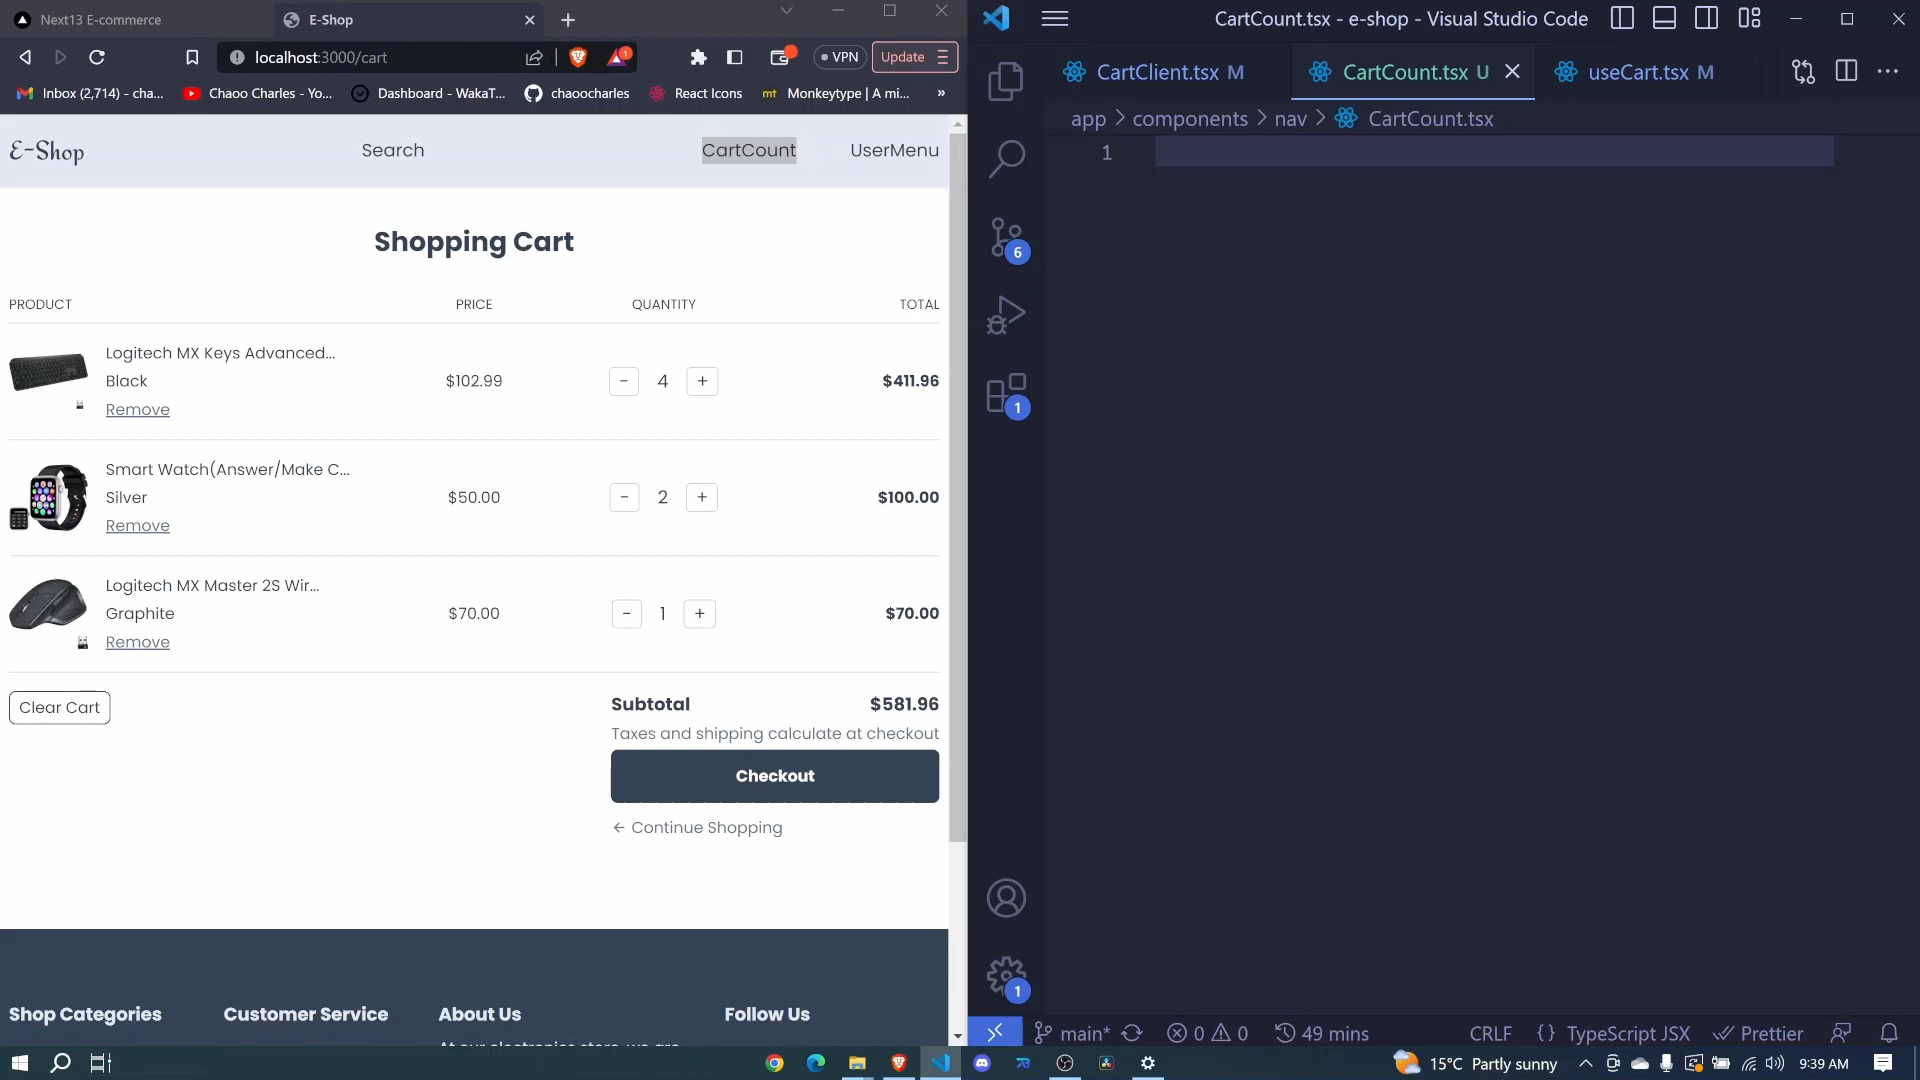 Next13 E-commerce
E-Shop
localhost:3000/cart
1
VPN
Update
Inbox (2,714) - cha...
Chaoo Charles - Yo...
Dashboard - WakaT...
chaoocharles
React Icons
mt Monkeytype | A mi...
»
E-Shop
Search
CartCount
UserMenu
Shopping Cart
PRODUCT
PRICE
QUANTITY
TOTAL
Logitech MX Keys Advanced...
Black
Remove
$102.99
- 4 +
$411.96
Smart Watch(Answer/Make C...
Silver
Remove
$50.00
- 2 +
$100.00
Logitech MX Master 2S Wir...
Graphite
Remove
$70.00
- 1 +
$70.00
Clear Cart
Subtotal $581.96
Taxes and shipping calculate at checkout
Checkout
← Continue Shopping
Shop Categories
Customer Service
About Us
Follow Us
CartCount.tsx - e-shop - Visual Studio Code
CartClient.tsx M
CartCount.tsx U
useCart.tsx M
app > components > nav > CartCount.tsx
1
6
1
1
main*
0
0
49 mins
CRLF
{ } TypeScript JSX
Prettier
15°C Partly sunny
9:39 AM